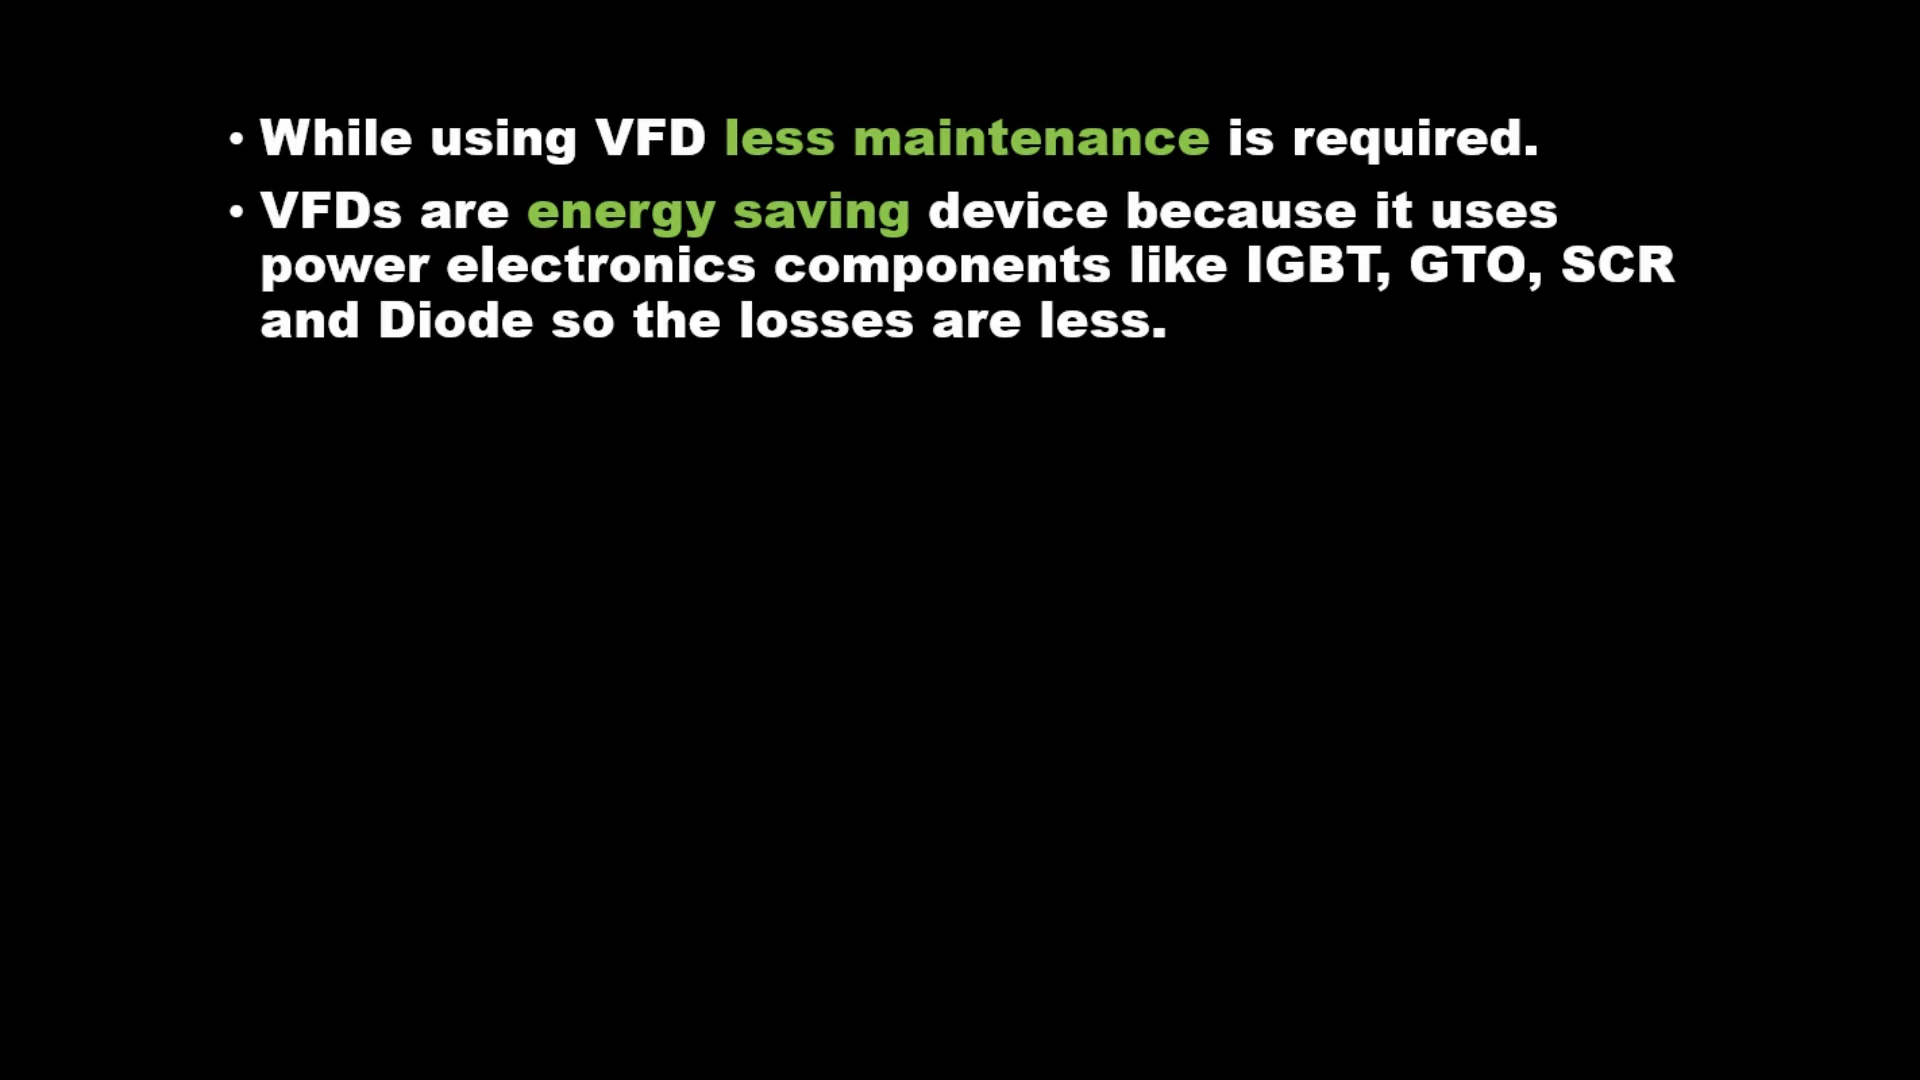 • While using VFD less maintenance is required.
• VFDs are energy saving device because it uses
power electronics components like IGBT, GTO, SCR
and Diode so the losses are less.